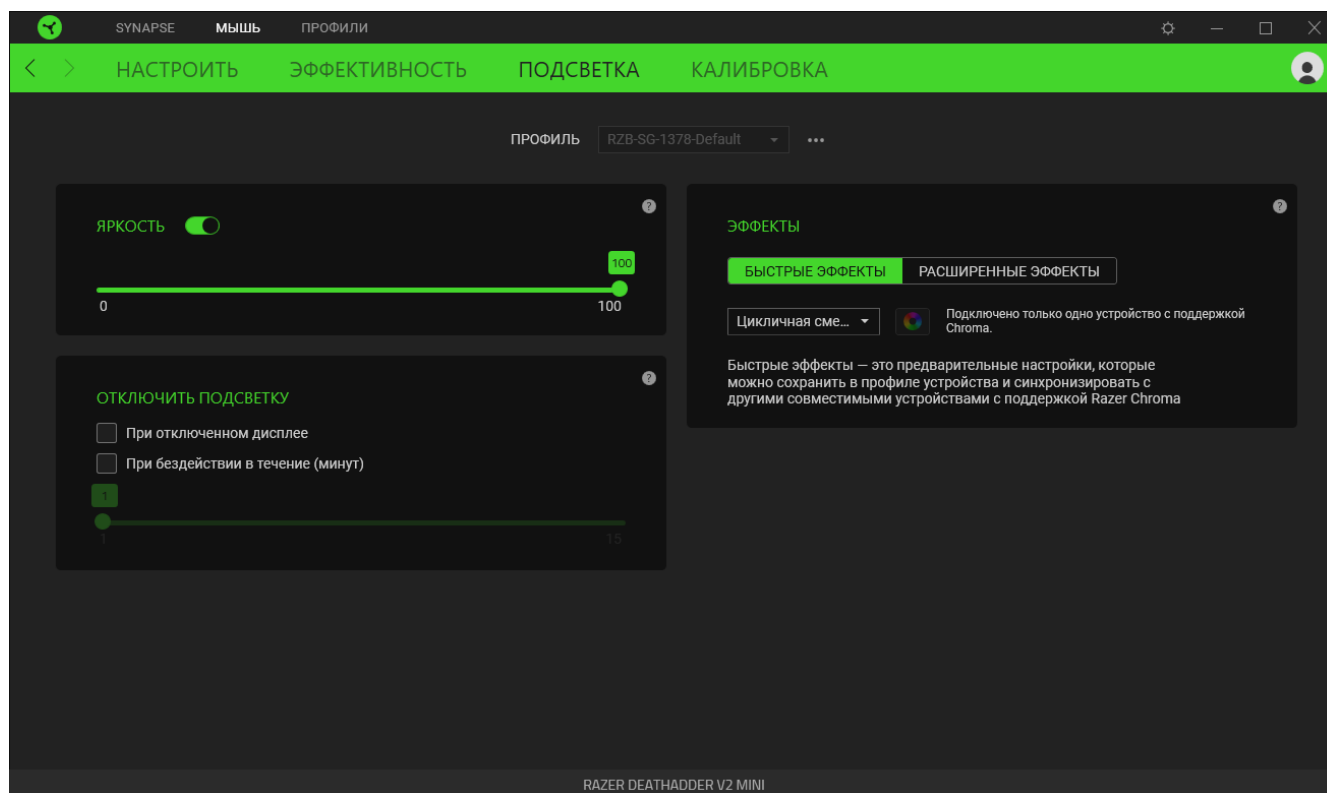 SYNAPSE МЫШЬ ПРОФИЛИ
НАСТРОИТЬ ЭФФЕКТИВНОСТЬ ПОДСВЕТКА КАЛИБРОВКА
ПРОФИЛЬ RZB-SG-1378-Default
ЯРКОСТЬ
100
0 100
ОТКЛЮЧИТЬ ПОДСВЕТКУ
При отключенном дисплее
При бездействии в течение (минут)
1
1 15
ЭФФЕКТЫ
БЫСТРЫЕ ЭФФЕКТЫ РАСШИРЕННЫЕ ЭФФЕКТЫ
Цикличная сме...
Подключено только одно устройство с поддержкой
Chroma.
Быстрые эффекты — это предварительные настройки, которые
можно сохранить в профиле устройства и синхронизировать с
другими совместимыми устройствами с поддержкой Razer Chroma
RAZER DEATHADDER V2 MINI